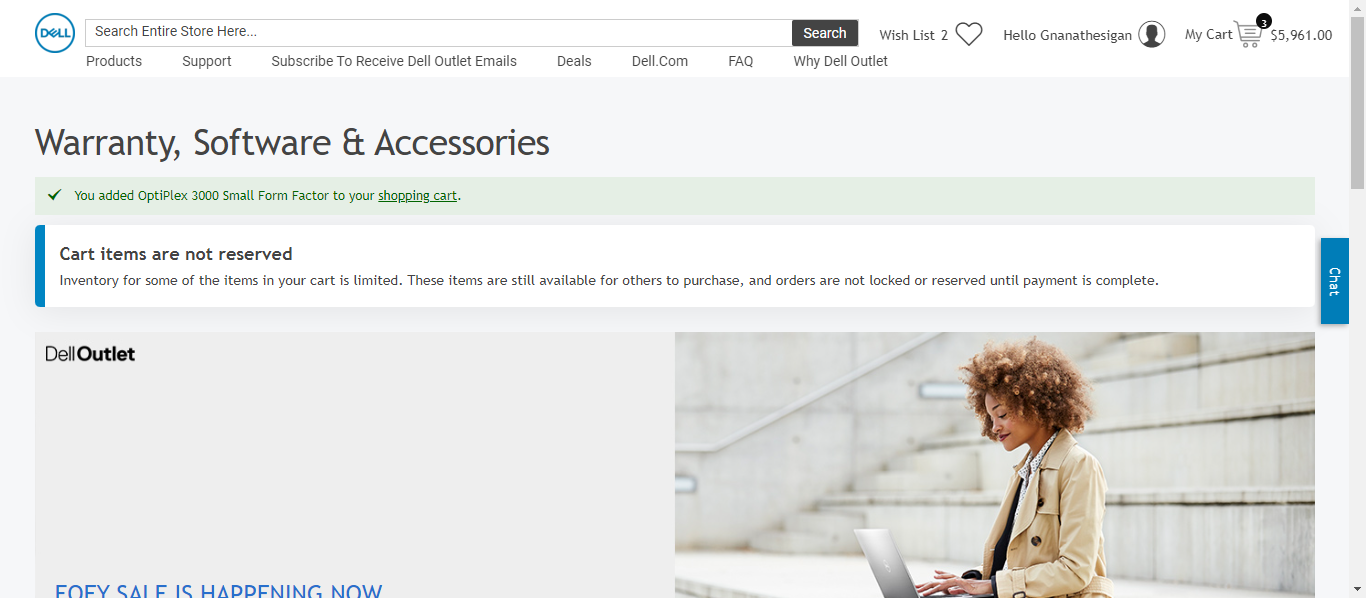 DELL
Search Entire Store Here...
Search
Wish List 2
Hello Gnanathesigan
My Cart
3
$5,961.00
Products
Support
Subscribe To Receive Dell Outlet Emails
Deals
Dell.Com
FAQ
Why Dell Outlet
Warranty, Software & Accessories
You added OptiPlex 3000 Small Form Factor to your shopping cart.
Cart items are not reserved
Inventory for some of the items in your cart is limited. These items are still available for others to purchase, and orders are not locked or reserved until payment is complete.
Chat
DellOutlet
EOFY SALE IS HAPPENING NOW